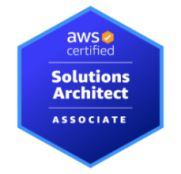 aws
certified
Solutions
Architect
ASSOCIATE